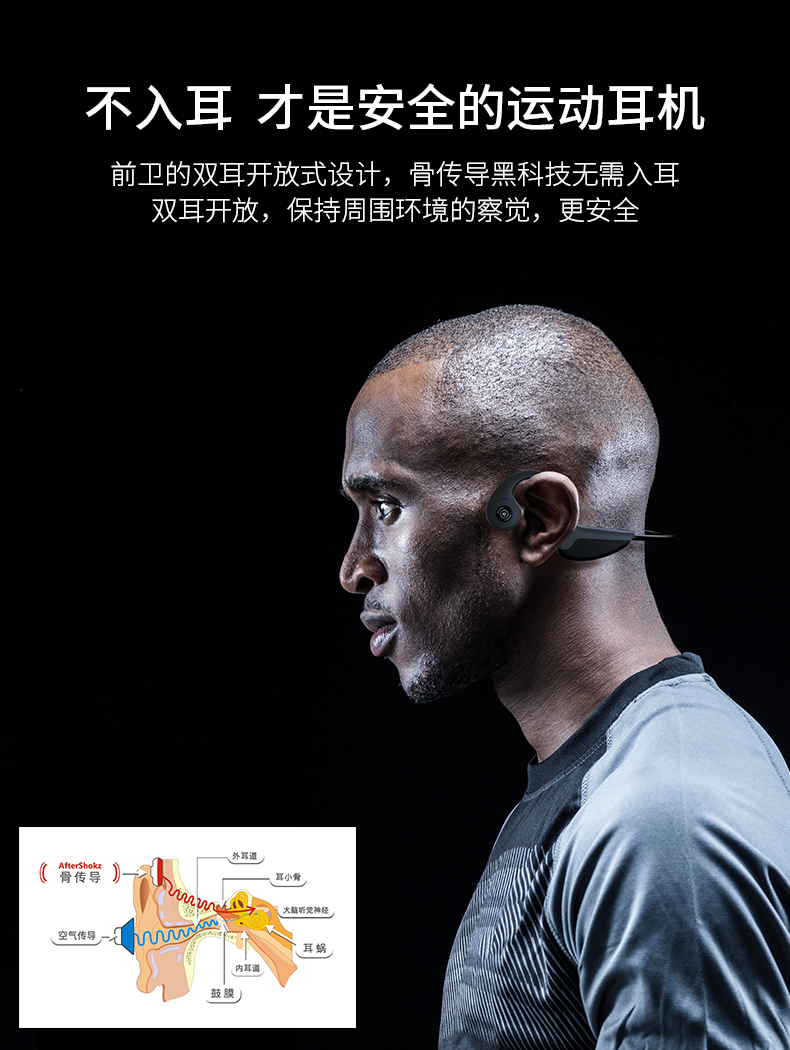 不入耳 才是安全的运动耳机
前卫的双耳开放式设计，骨传导黑科技无需入耳
双耳开放，保持周围环境的察觉，更安全
AfterShokz
骨传导
外耳道
耳小骨
大脑听觉神经
空气传导
耳蜗
内耳道
鼓膜